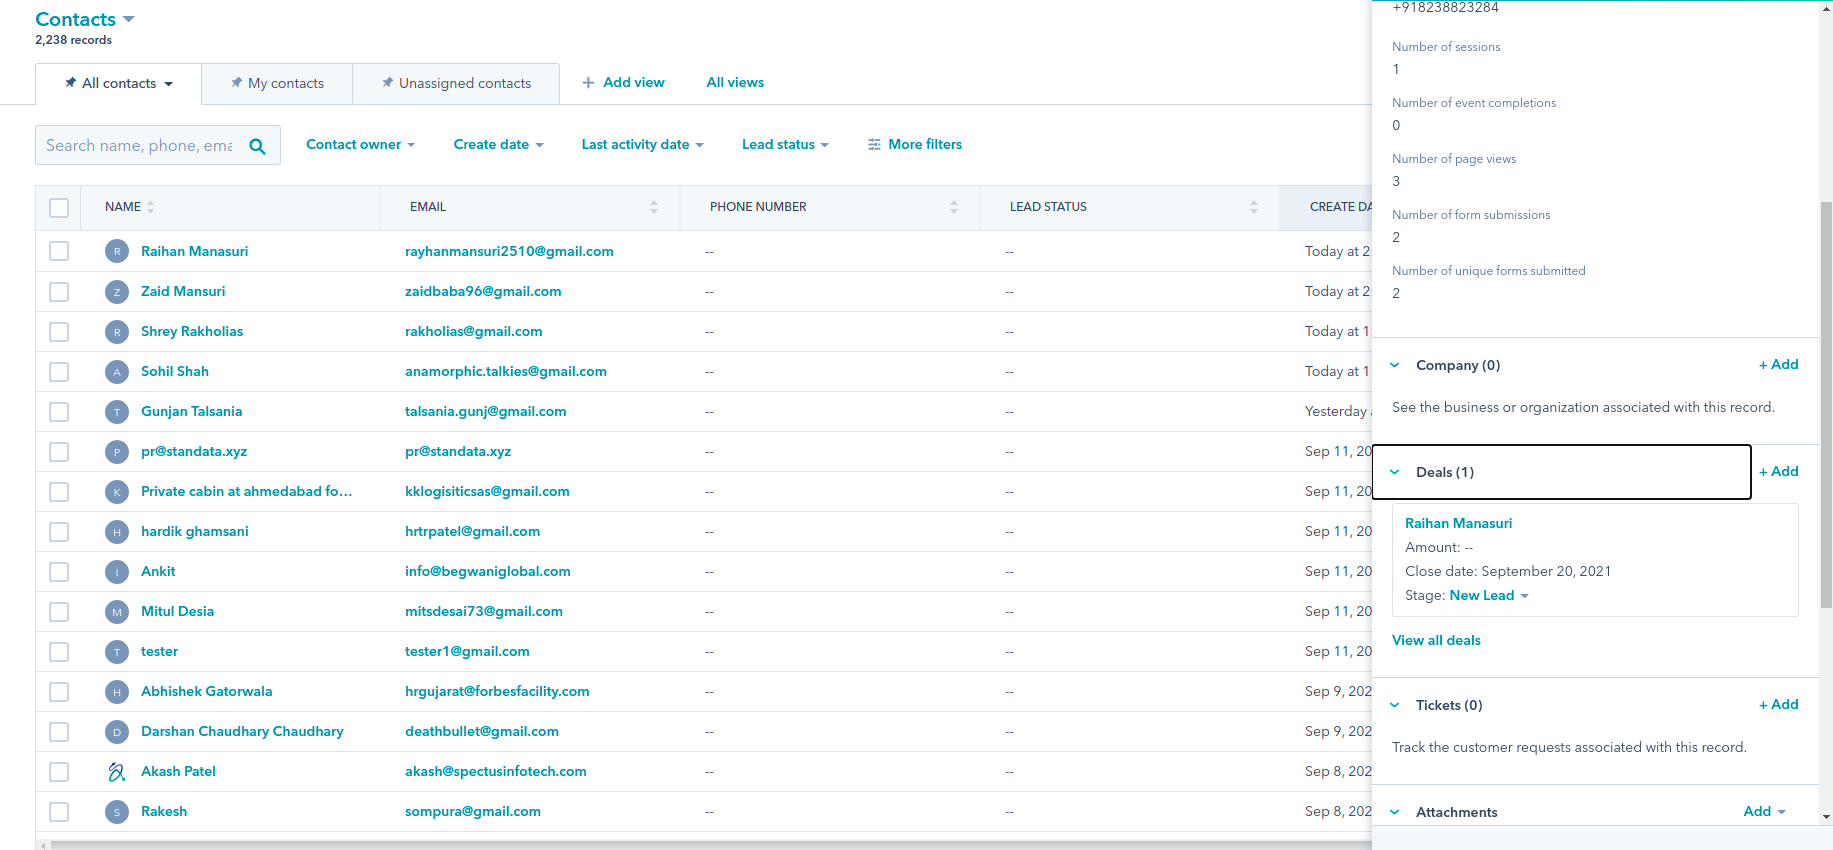 Contacts
2,238 records
All contacts
My contacts
Unassigned contacts
+ Add view
All views
Search name, phone, ema
Contact owner
Create date
Last activity date
Lead status
More filters
NAME EMAIL PHONE NUMBER LEAD STATUS CREATE DA
R Raihan Manasuri rayhanmansuri2510@gmail.com -- -- Today at 2
Z Zaid Mansuri zaidbaba96@gmail.com -- -- Today at 2
R Shrey Rakholias rakholias@gmail.com -- -- Today at 1
A Sohil Shah anamorphic.talkies@gmail.com -- -- Today at 1
T Gunjan Talsania talsania.gunj@gmail.com -- -- Yesterday
P pr@standata.xyz pr@standata.xyz -- -- Sep 11, 20
K Private cabin at ahmedabad fo... kklogisiticsas@gmail.com -- -- Sep 11, 20
H hardik ghamsani hrtrpatel@gmail.com -- -- Sep 11, 20
I Ankit info@begwaniglobal.com -- -- Sep 11, 20
M Mitul Desia mitsdesai73@gmail.com -- -- Sep 11, 20
T tester tester1@gmail.com -- -- Sep 11, 20
H Abhishek Gatorwala hrgujarat@forbesfacility.com -- -- Sep 9, 202
D Darshan Chaudhary Chaudhary deathbullet@gmail.com -- -- Sep 9, 202
Akash Patel akash@spectusinfotech.com -- -- Sep 8, 202
S Rakesh sompura@gmail.com -- -- Sep 8, 202
+918238823284
Number of sessions
1
Number of event completions
0
Number of page views
3
Number of form submissions
2
Number of unique forms submitted
2
Company (0) + Add
See the business or organization associated with this record.
Deals (1) + Add
Raihan Manasuri
Amount: --
Close date: September 20, 2021
Stage: New Lead
View all deals
Tickets (0) + Add
Track the customer requests associated with this record.
Attachments Add